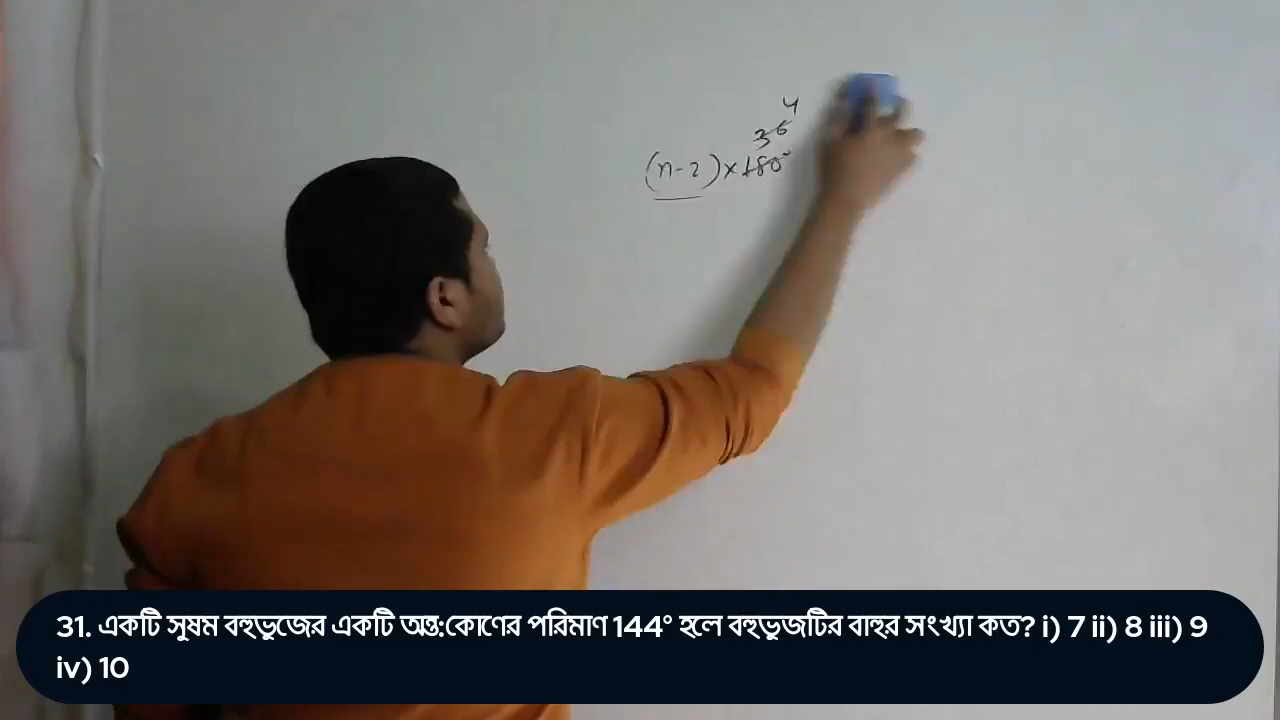 4
36
(n-2)×180°
31. একটি সুষম বহুভুজের একটি অন্ত:কোণের পরিমাণ 144° হলে বহুভুজটির বাহুর সংখ্যা কত? i) 7 ii) 8 iii) 9
iv) 10